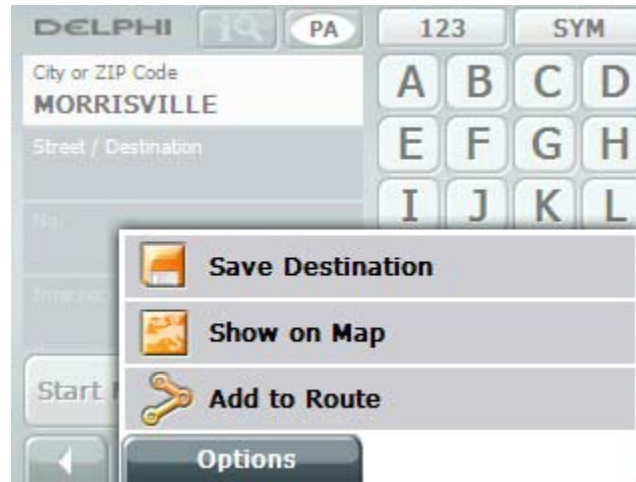 DELPHI iQ PA 123 SYM
City or ZIP Code
MORRISVILLE
A B C D
Street / Destination
E F G H
I J K L
No.
Save Destination
Show on Map
Start
Add to Route
Options